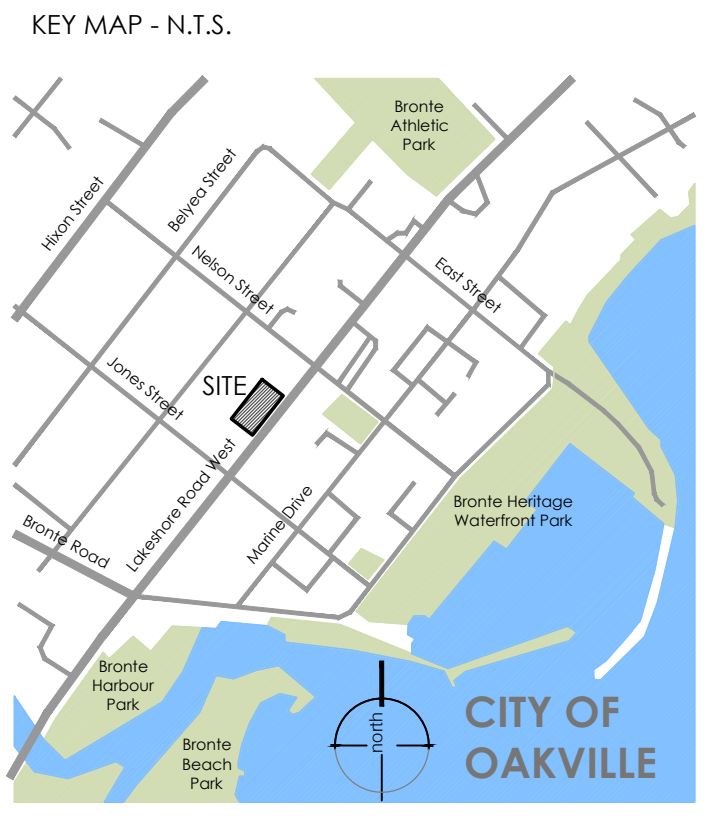 KEY MAP - N.T.S.
Bronte
Athletic
Park
Belyea Street
Hixon Street
Nelson Street
East Street
SITE
Jones Street
Lakeshore Road West
Marine Drive
Bronte Heritage
Waterfront Park
Bronte Road
Bronte
Harbour
Park
Bronte
Beach
Park
north
CITY OF
OAKVILLE